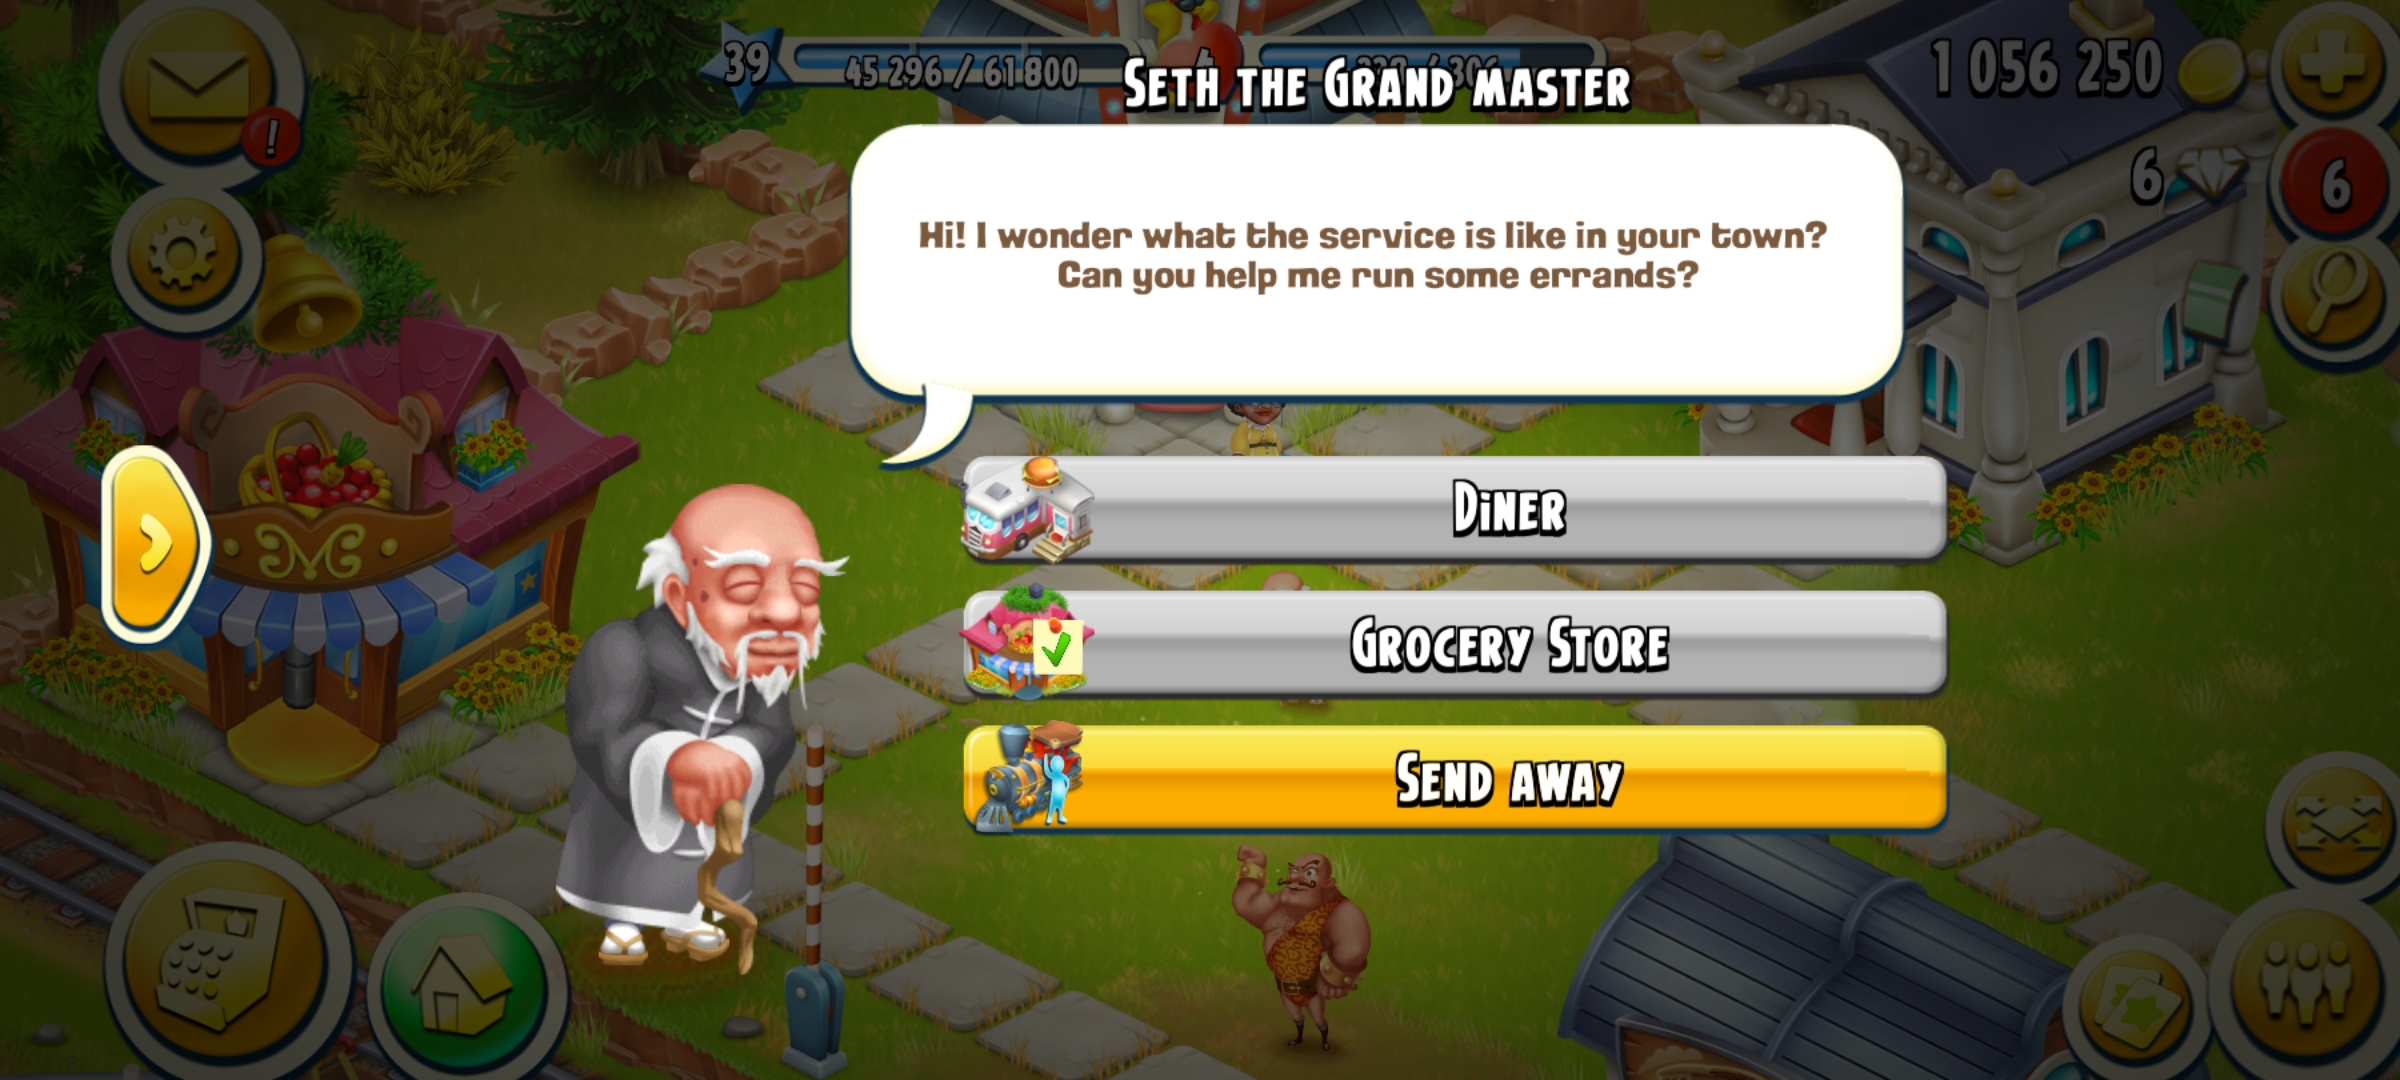 39
45 296 / 61 800
4
1 056 250
SETH THE GRAND MASTER
!
6
6
Hi! I wonder what the service is like in your town?
Can you help me run some errands?
DINER
GROCERY STORE
SEND AWAY